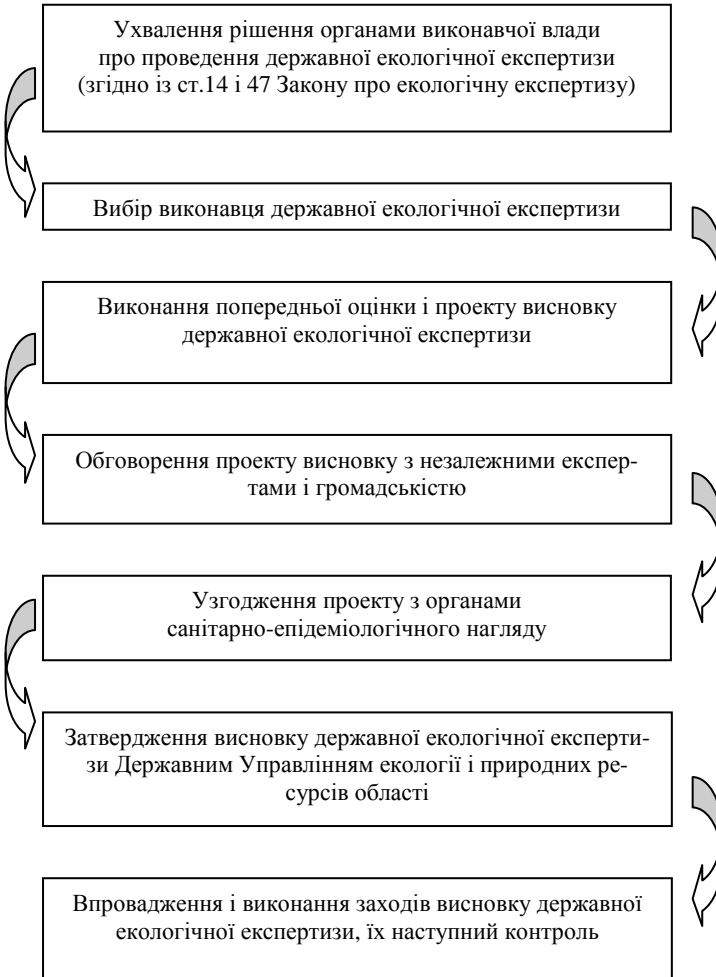 Ухвалення рішення органами виконавчої влади
про проведення державної екологічної експертизи
(згідно із ст.14 і 47 Закону про екологічну експертизу)
Вибір виконавця державної екологічної експертизи
Виконання попередньої оцінки і проекту висновку
державної екологічної експертизи
Обговорення проекту висновку з незалежними експер-
тами і громадськістю
Узгодження проекту з органами
санітарно-епідеміологічного нагляду
Затвердження висновку державної екологічної експерти-
зи Державним Управлінням екології і природних ре-
сурсів області
Впровадження і виконання заходів висновку державної
екологічної експертизи, їх наступний контроль